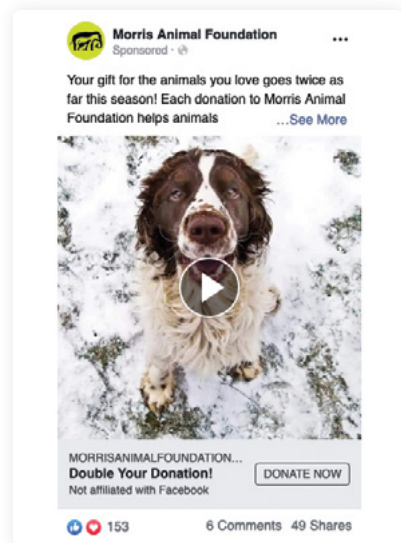 Morris Animal Foundation
Sponsored ·
Your gift for the animals you love goes twice as
far this season! Each donation to Morris Animal
Foundation helps animals ...See More
MORRISANIMALFOUNDATION...
Double Your Donation!
Not affiliated with Facebook
DONATE NOW
153 6 Comments 49 Shares